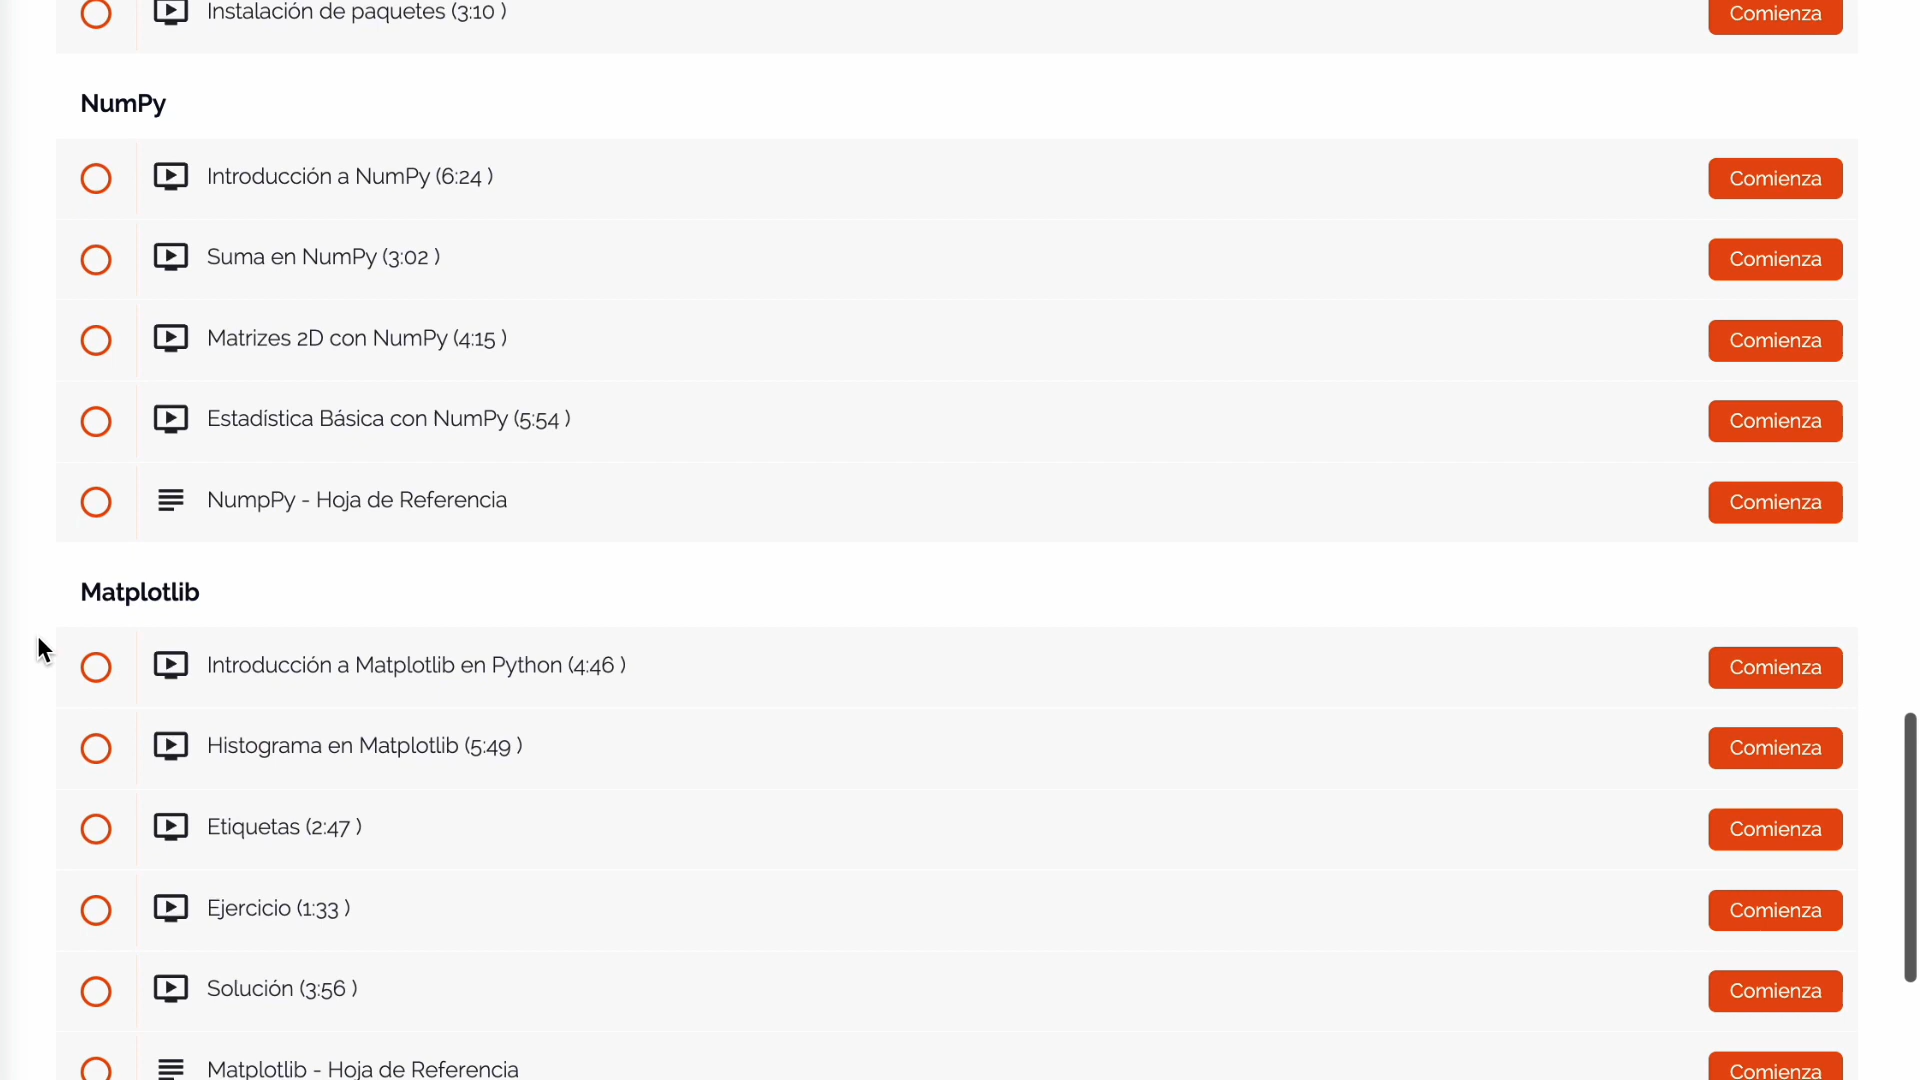 Instalación de paquetes (3:10 )
Comienza
NumPy
Introducción a NumPy (6:24 )
Comienza
Suma en NumPy (3:02 )
Comienza
Matrizes 2D con NumPy (4:15 )
Comienza
Estadística Básica con NumPy (5:54 )
Comienza
NumpPy - Hoja de Referencia
Comienza
Matplotlib
Introducción a Matplotlib en Python (4:46 )
Comienza
Histograma en Matplotlib (5:49 )
Comienza
Etiquetas (2:47 )
Comienza
Ejercicio (1:33 )
Comienza
Solución (3:56 )
Comienza
Matplotlib - Hoja de Referencia
Comienza